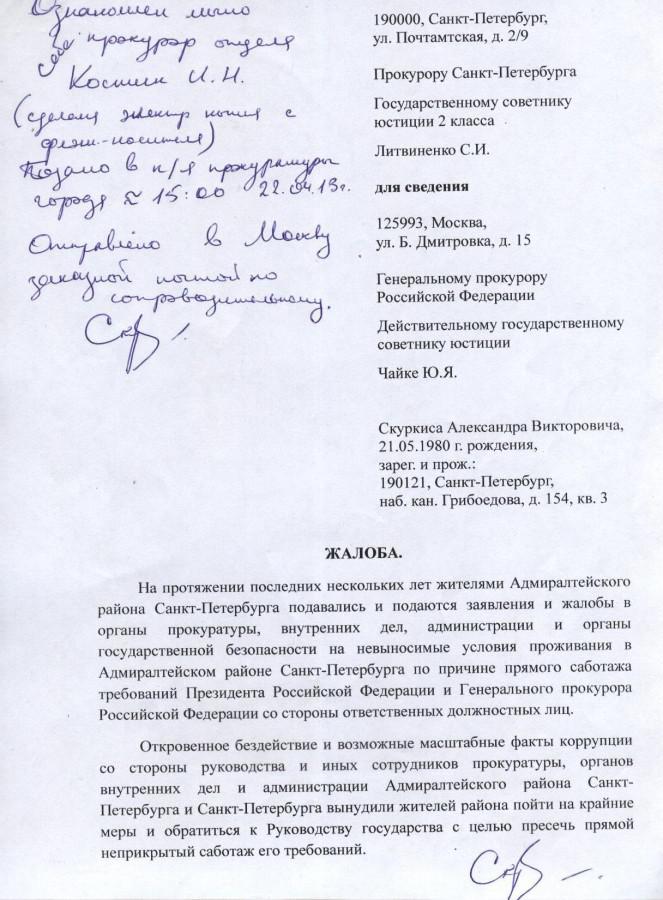 Ознакомлен лично
прокурор отдела
Костин И. Н.
(сделал электр копия с
флэш-носителя)
Подано в п/я прокуратуры
города ≈ 15:00 22.04.13г.
Отправлено в Москву
заказной почтой по
сопроводительному.
190000, Санкт-Петербург,
ул. Почтамтская, д. 2/9
Прокурору Санкт-Петербурга
Государственному советнику
юстиции 2 класса
Литвиненко С.И.
для сведения
125993, Москва,
ул. Б. Дмитровка, д. 15
Генеральному прокурору
Российской Федерации
Действительному государственному
советнику юстиции
Чайке Ю.Я.
Скуркиса Александра Викторовича,
21.05.1980 г. рождения,
зарег. и прож.:
190121, Санкт-Петербург,
наб. кан. Грибоедова, д. 154, кв. 3
ЖАЛОБА.
На протяжении последних нескольких лет жителями Адмиралтейского
района Санкт-Петербурга подавались и подаются заявления и жалобы в
органы прокуратуры, внутренних дел, администрации и органы
государственной безопасности на невыносимые условия проживания в
Адмиралтейском районе Санкт-Петербурга по причине прямого саботажа
требований Президента Российской Федерации и Генерального прокурора
Российской Федерации со стороны ответственных должностных лиц.
Откровенное бездействие и возможные масштабные факты коррупции
со стороны руководства и иных сотрудников прокуратуры, органов
внутренних дел и администрации Адмиралтейского района Санкт-
Петербурга и Санкт-Петербурга вынудили жителей района пойти на крайние
меры и обратиться к Руководству государства с целью пресечь прямой
неприкрытый саботаж его требований.